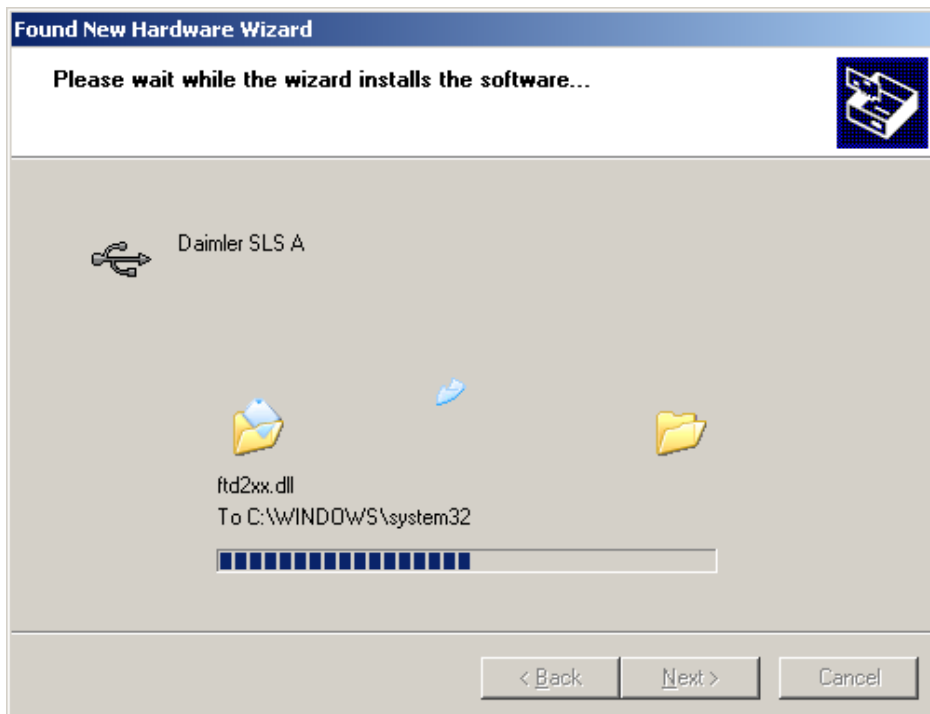 Found New Hardware Wizard
Please wait while the wizard installs the software...
Daimler SLS A
ftd2xx.dll
To C:\WINDOWS\system32
< Back
Next >
Cancel